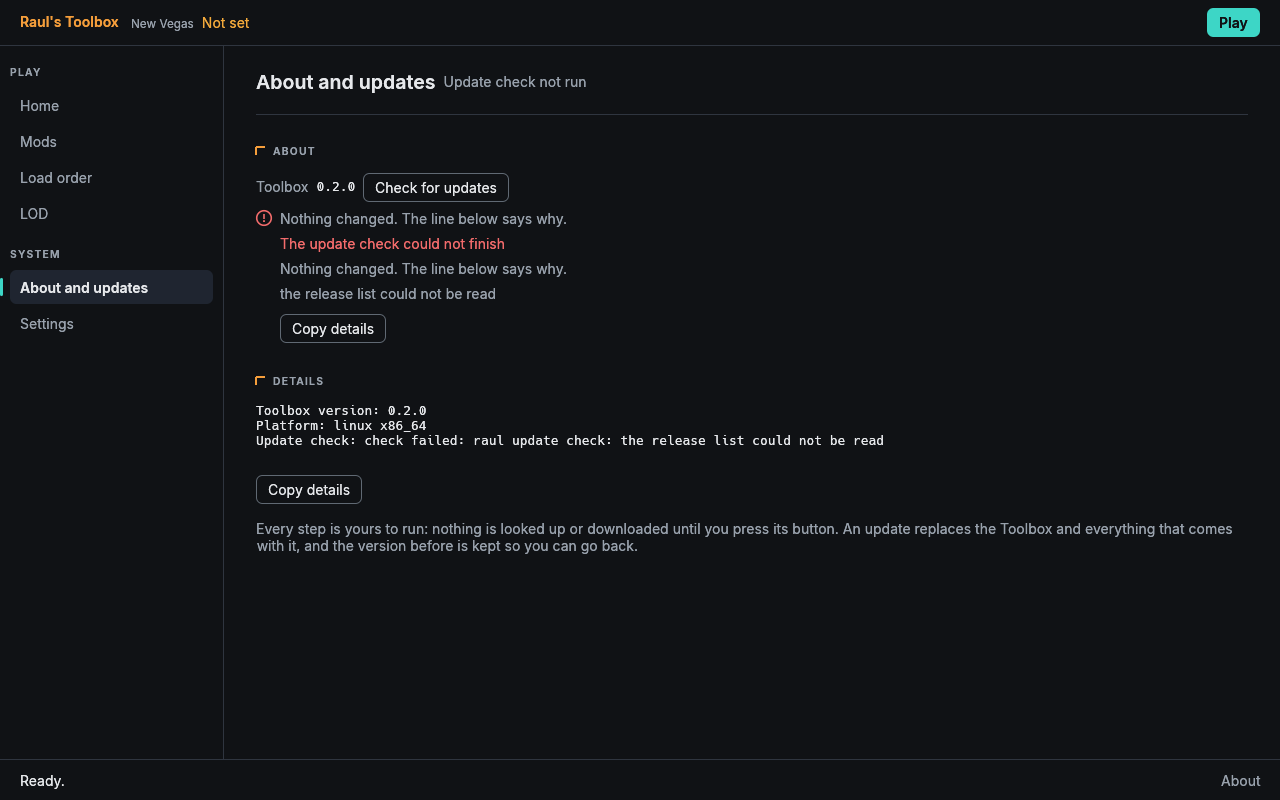 Raul's Toolbox New Vegas Not set Play
PLAY
Home
Mods
Load order
LOD
SYSTEM
About and updates
Settings
About and updates Update check not run
ABOUT
Toolbox 0.2.0 Check for updates
Nothing changed. The line below says why.
The update check could not finish
Nothing changed. The line below says why.
the release list could not be read
Copy details
DETAILS
Toolbox version: 0.2.0
Platform: linux x86_64
Update check: check failed: raul update check: the release list could not be read
Copy details
Every step is yours to run: nothing is looked up or downloaded until you press its button. An update replaces the Toolbox and everything that comes
with it, and the version before is kept so you can go back.
Ready. About